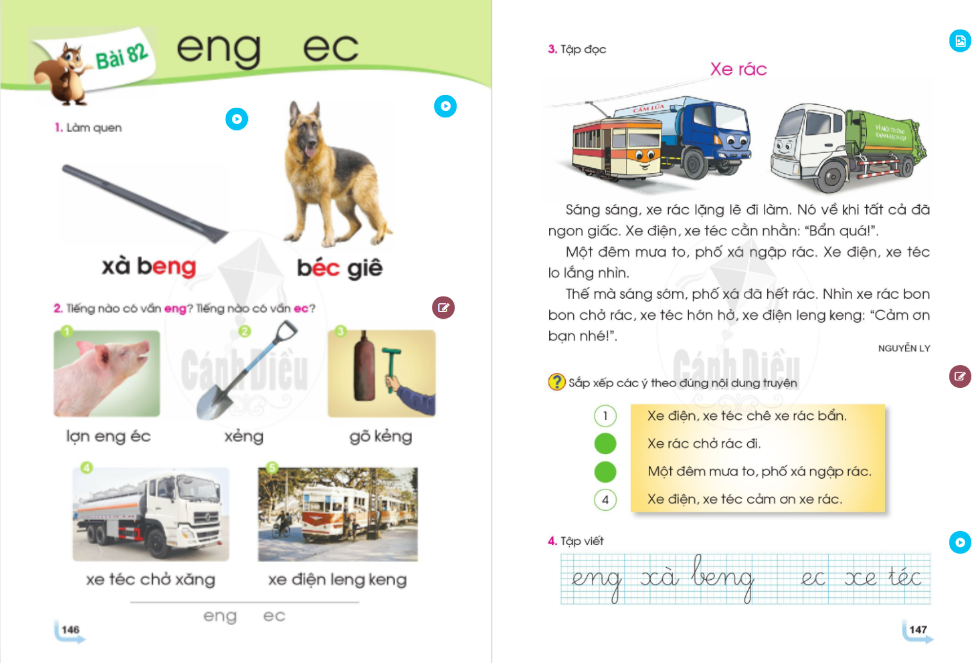 Bài 82
eng ec
1. Làm quen
xà beng
béc giê
2. Tiếng nào có vần eng? Tiếng nào có vần ec?
1
2
3
lợn eng éc
xẻng
gõ kẻng
4
5
xe téc chở xăng
xe điện leng keng
eng ec
146
Cánh Diều
3. Tập đọc
Xe rác
CẤM LỬA
Sáng sáng, xe rác lặng lẽ đi làm. Nó về khi tất cả đã
ngon giấc. Xe điện, xe téc cằn nhằn: “Bẩn quá!”.
Một đêm mưa to, phố xá ngập rác. Xe điện, xe téc
lo lắng nhìn.
Thế mà sáng sớm, phố xá đã hết rác. Nhìn xe rác bon
bon chở rác, xe téc hớn hở, xe điện leng keng: “Cảm ơn
bạn nhé!”.
NGUYỄN LY
? Sắp xếp các ý theo đúng nội dung truyện
1 Xe điện, xe téc chê xe rác bẩn.
Xe rác chở rác đi.
Một đêm mưa to, phố xá ngập rác.
4 Xe điện, xe téc cảm ơn xe rác.
4. Tập viết
eng xà beng ec xe téc
147
Cánh Diều